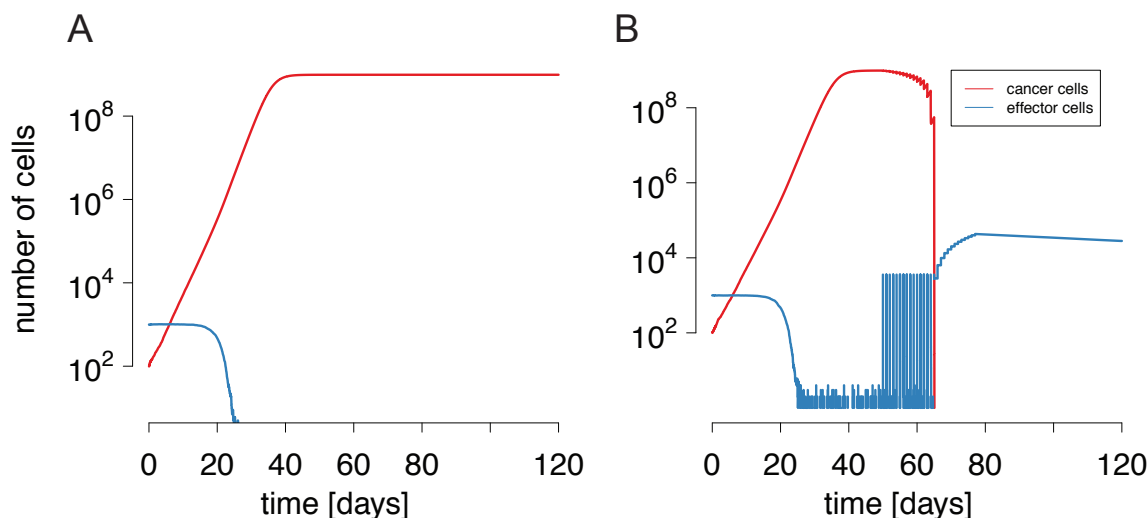 A
number of cells
10^8
10^6
10^4
10^2
0 20 40 60 80 120
time [days]
B
cancer cells
effector cells
10^8
10^6
10^4
10^2
0 20 40 60 80 120
time [days]